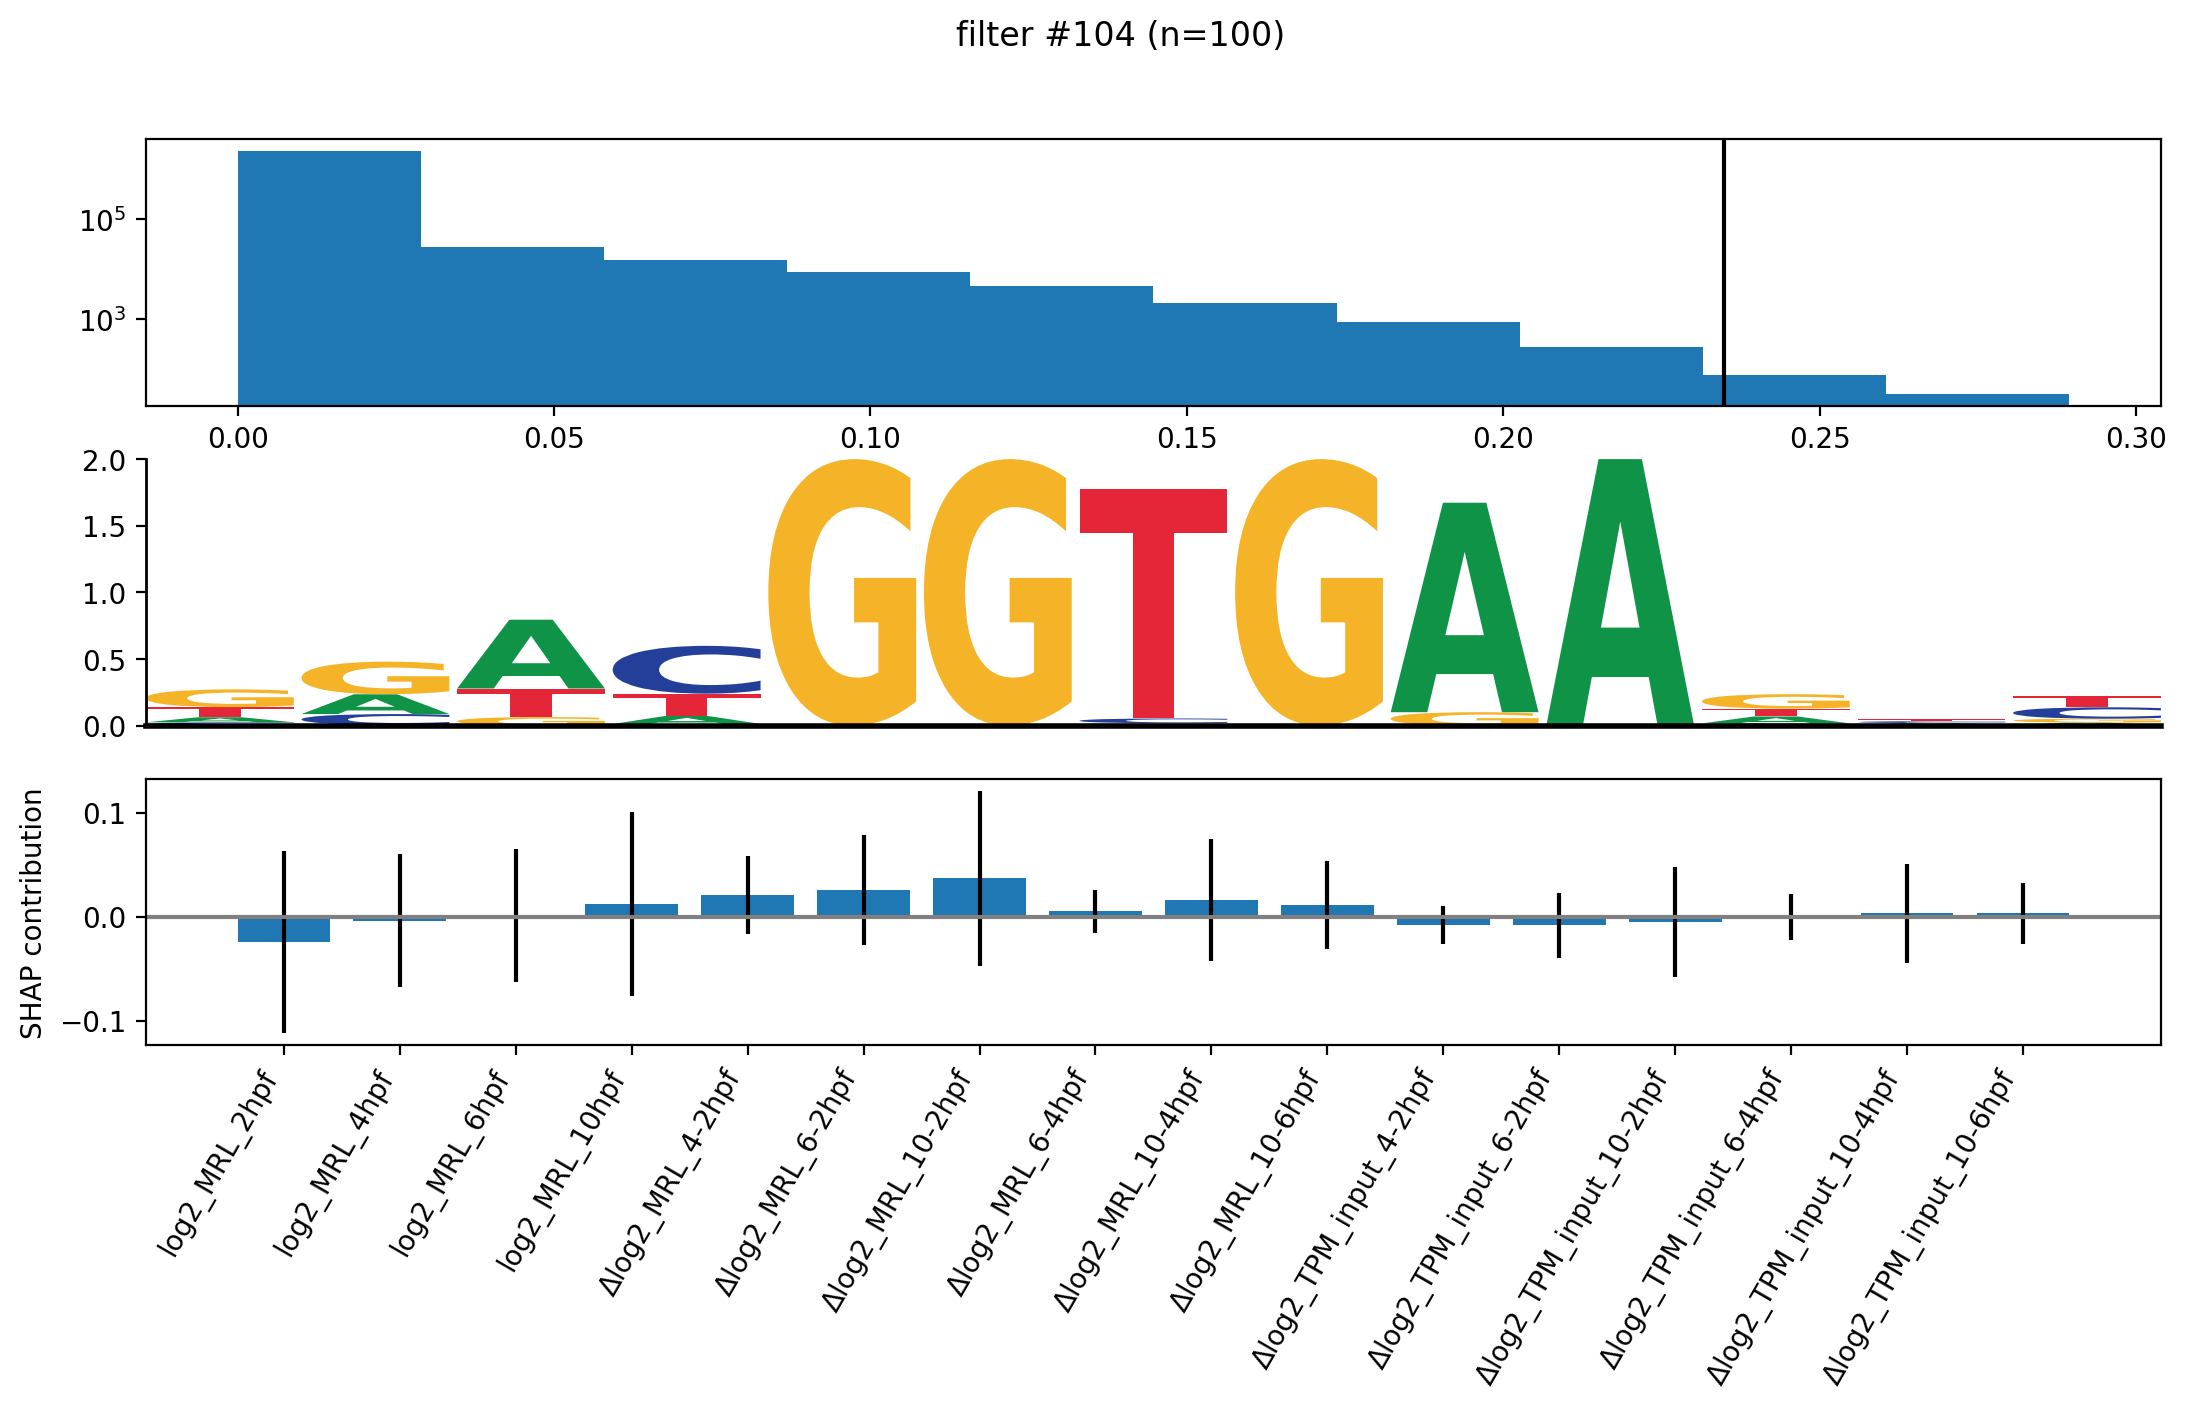 filter #104 (n=100)
10^5
10^3
0.00 0.05 0.10 0.15 0.20 0.25 0.30
2.0
1.5
1.0
0.5
0.0
G G A C G G T G A A G T
SHAP contribution
0.1
0.0
−0.1
log2_MRL_2hpf
log2_MRL_4hpf
log2_MRL_6hpf
log2_MRL_10hpf
Δlog2_MRL_4-2hpf
Δlog2_MRL_6-2hpf
Δlog2_MRL_10-2hpf
Δlog2_MRL_6-4hpf
Δlog2_MRL_10-4hpf
Δlog2_MRL_10-6hpf
Δlog2_TPM_input_4-2hpf
Δlog2_TPM_input_6-2hpf
Δlog2_TPM_input_10-2hpf
Δlog2_TPM_input_6-4hpf
Δlog2_TPM_input_10-4hpf
Δlog2_TPM_input_10-6hpf